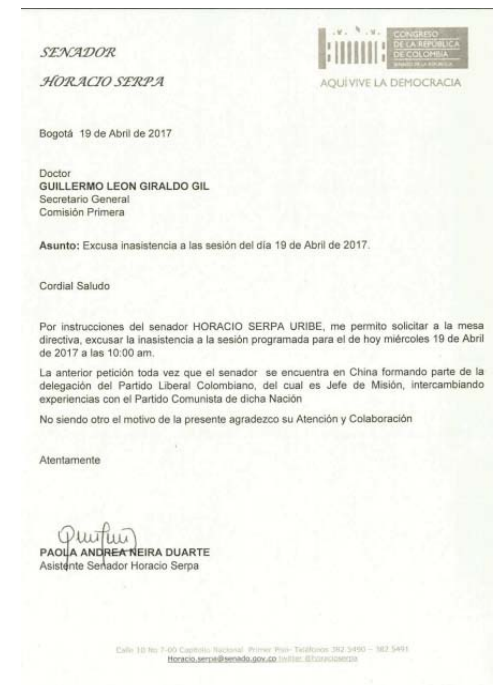 SENADOR
HORACIO SERPA
CONGRESO
DE LA REPÚBLICA
DE COLOMBIA
AQUÍ VIVE LA DEMOCRACIA
Bogotá 19 de Abril de 2017
Doctor
GUILLERMO LEON GIRALDO GIL
Secretario General
Comisión Primera
Asunto: Excusa inasistencia a las sesión del día 19 de Abril de 2017.
Cordial Saludo
Por instrucciones del senador HORACIO SERPA URIBE, me permito solicitar a la mesa
directiva, excusar la inasistencia a la sesión programada para el de hoy miércoles 19 de Abril
de 2017 a las 10:00 am.
La anterior petición toda vez que el senador se encuentra en China formando parte de la
delegación del Partido Liberal Colombiano, del cual es Jefe de Misión, intercambiando
experiencias con el Partido Comunista de dicha Nación
No siendo otro el motivo de la presente agradezco su Atención y Colaboración
Atentamente
PAOLA ANDREA NEIRA DUARTE
Asistente Senador Horacio Serpa
Calle 10 No 7-00 Capitolio Nacional Primer Piso- Teléfonos 382 5490 – 382 5491
Horacio.serpa@senado.gov.co twitter @horacioserpa